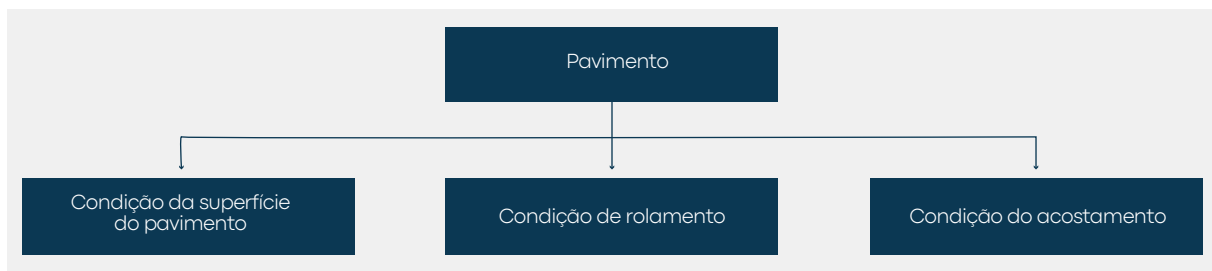 Pavimento
Condição da superfície
do pavimento
Condição de rolamento
Condição do acostamento